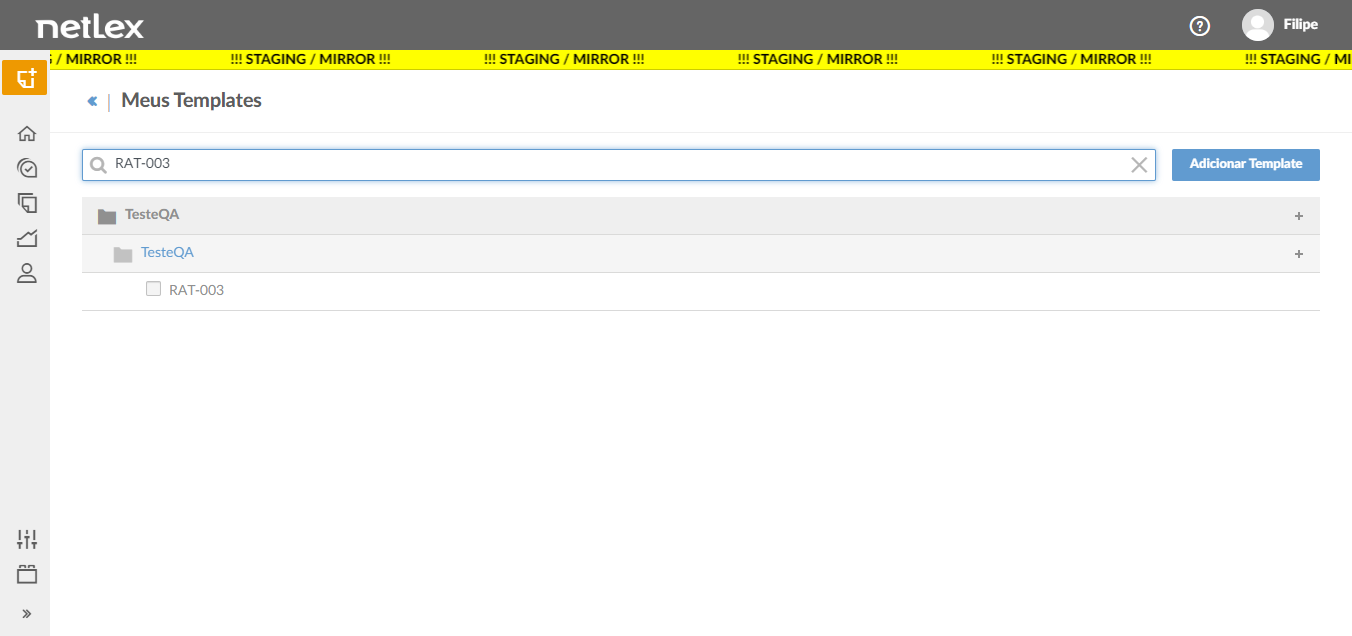 netlex
Filipe
/ MIRROR !!! !!! STAGING / MIRROR !!! !!! STAGING / MIRROR !!! !!! STAGING / MIRROR !!! !!! STAGING / MIRROR !!! !!! STAGING / MI
Meus Templates
RAT-003
Adicionar Template
TesteQA
TesteQA
RAT-003